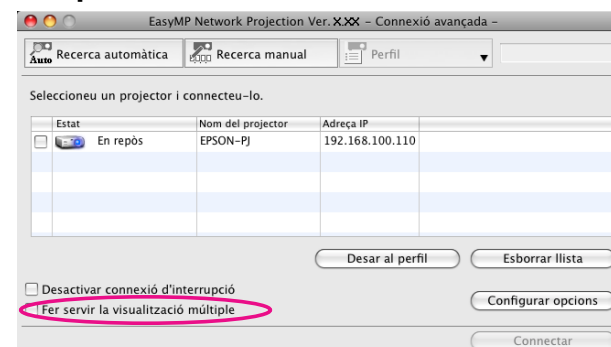 EasyMP Network Projection Ver. X.XX – Connexió avançada –
Auto Recerca automàtica Recerca manual Perfil
Seleccioneu un projector i connecteu-lo.
Estat Nom del projector Adreça IP
En repòs EPSON-PJ 192.168.100.110
Desar al perfil Esborrar llista
Desactivar connexió d'interrupció
Fer servir la visualització múltiple
Configurar opcions
Connectar